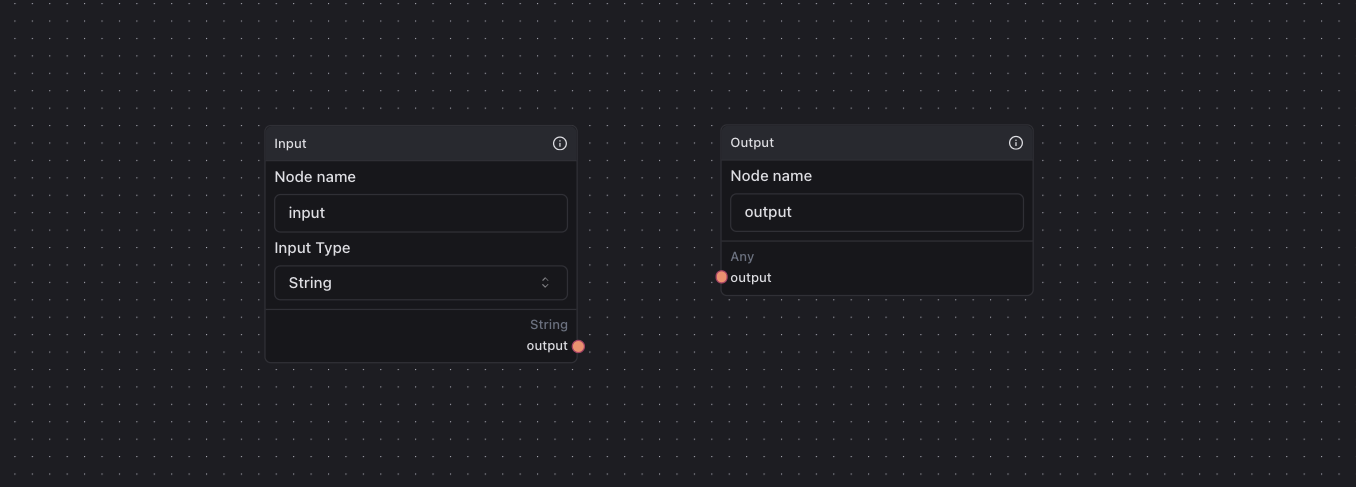 Input
Node name
input
Input Type
String
String
output
Output
Node name
output
Any
output